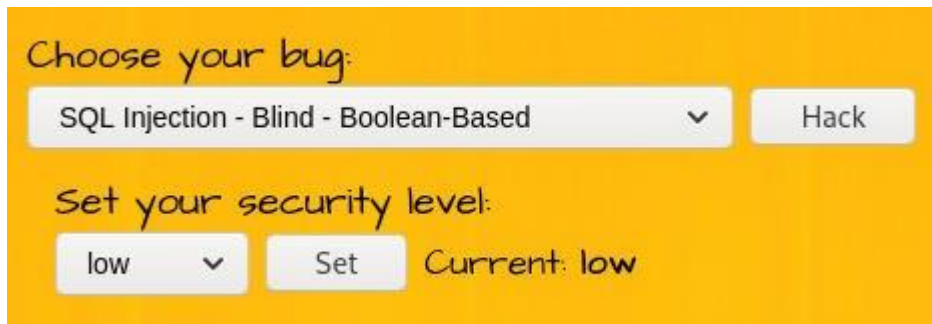 Choose your bug:
SQL Injection - Blind - Boolean-Based Hack
Set your security level:
low Set Current: low